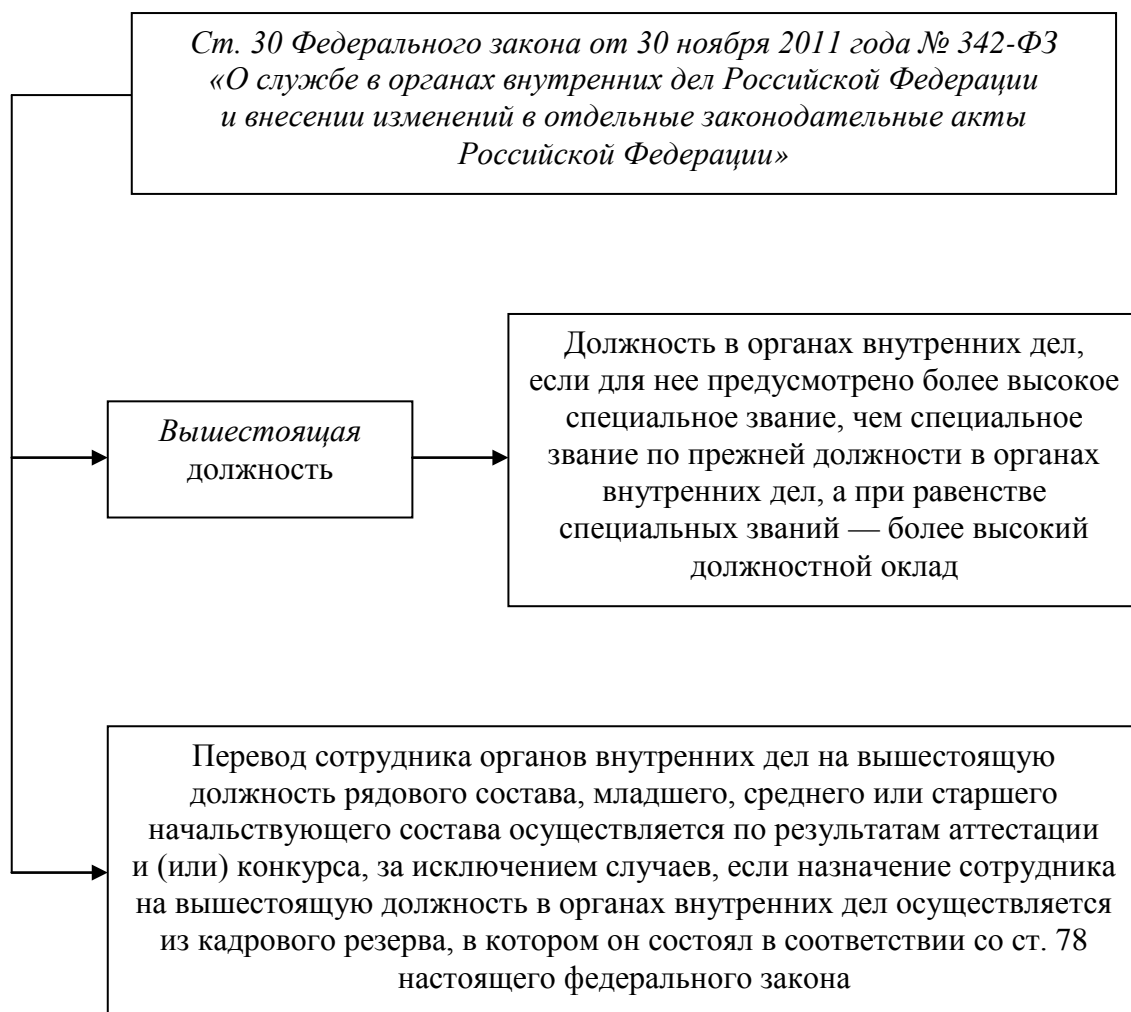 Ст. 30 Федерального закона от 30 ноября 2011 года № 342-ФЗ
«О службе в органах внутренних дел Российской Федерации
и внесении изменений в отдельные законодательные акты
Российской Федерации»
Вышестоящая
должность
Должность в органах внутренних дел,
если для нее предусмотрено более высокое
специальное звание, чем специальное
звание по прежней должности в органах
внутренних дел, а при равенстве
специальных званий — более высокий
должностной оклад
Перевод сотрудника органов внутренних дел на вышестоящую
должность рядового состава, младшего, среднего или старшего
начальствующего состава осуществляется по результатам аттестации
и (или) конкурса, за исключением случаев, если назначение сотрудника
на вышестоящую должность в органах внутренних дел осуществляется
из кадрового резерва, в котором он состоял в соответствии со ст. 78
настоящего федерального закона